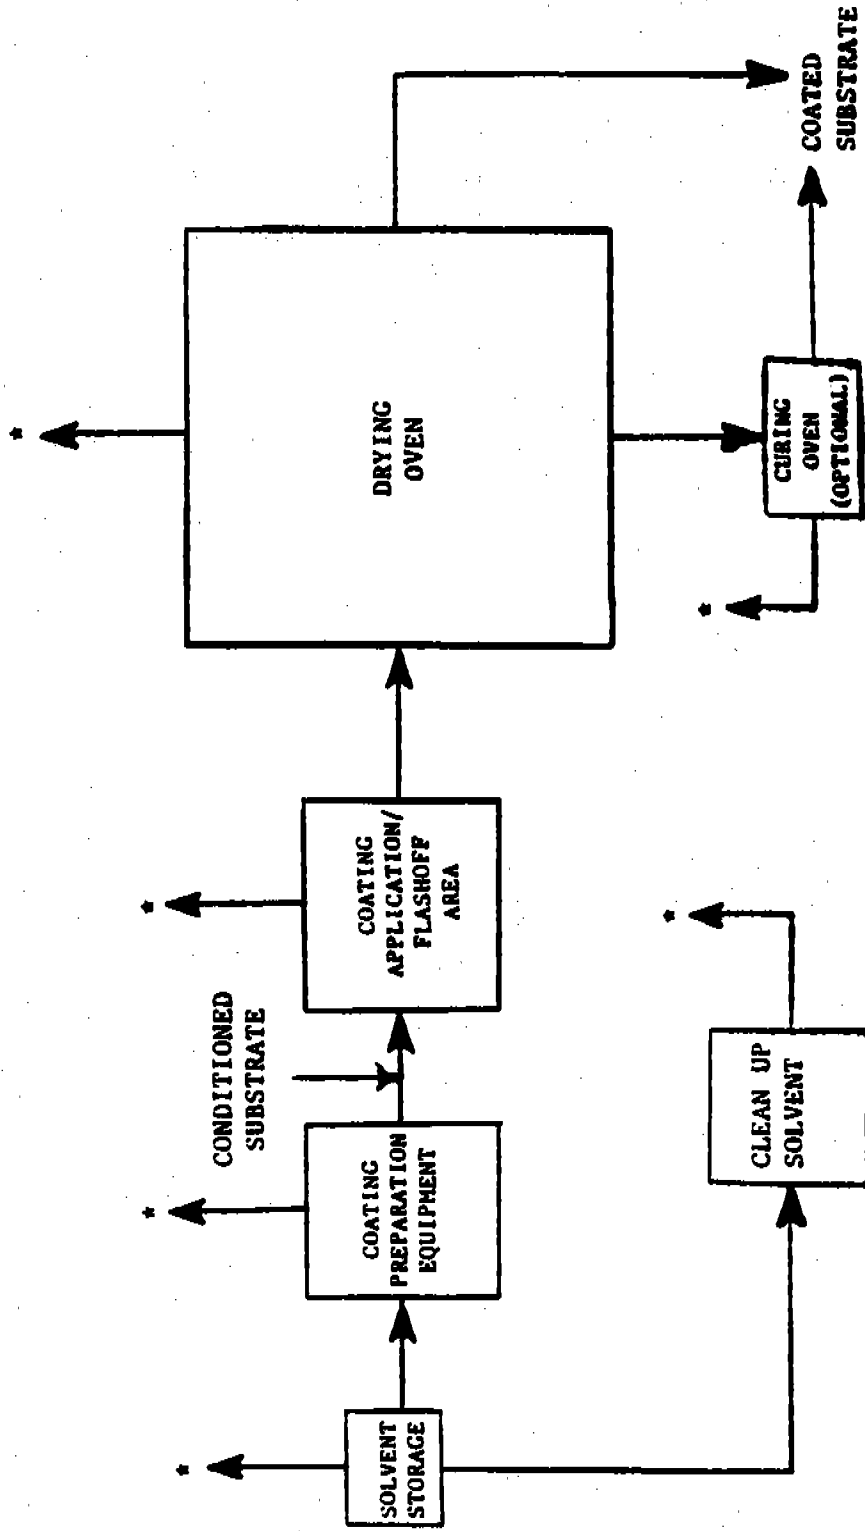 SOLVENT
STORAGE
*
COATING
PREPARATION
EQUIPMENT
*
CONDITIONED
SUBSTRATE
COATING
APPLICATION/
FLASHOFF
AREA
*
DRYING
OVEN
*
CLEAN UP
SOLVENT
*
CURING
OVEN
(OPTIONAL)
*
COATED
SUBSTRATE